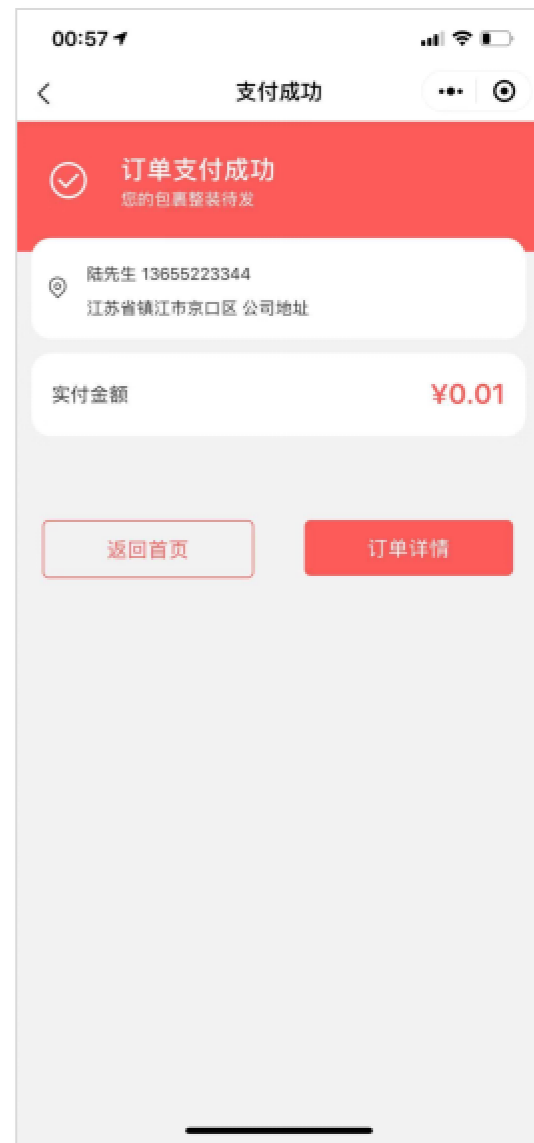 00:57
支付成功
订单支付成功
您的包裹整装待发
陆先生 13655223344
江苏省镇江市京口区 公司地址
实付金额 ¥0.01
返回首页 订单详情